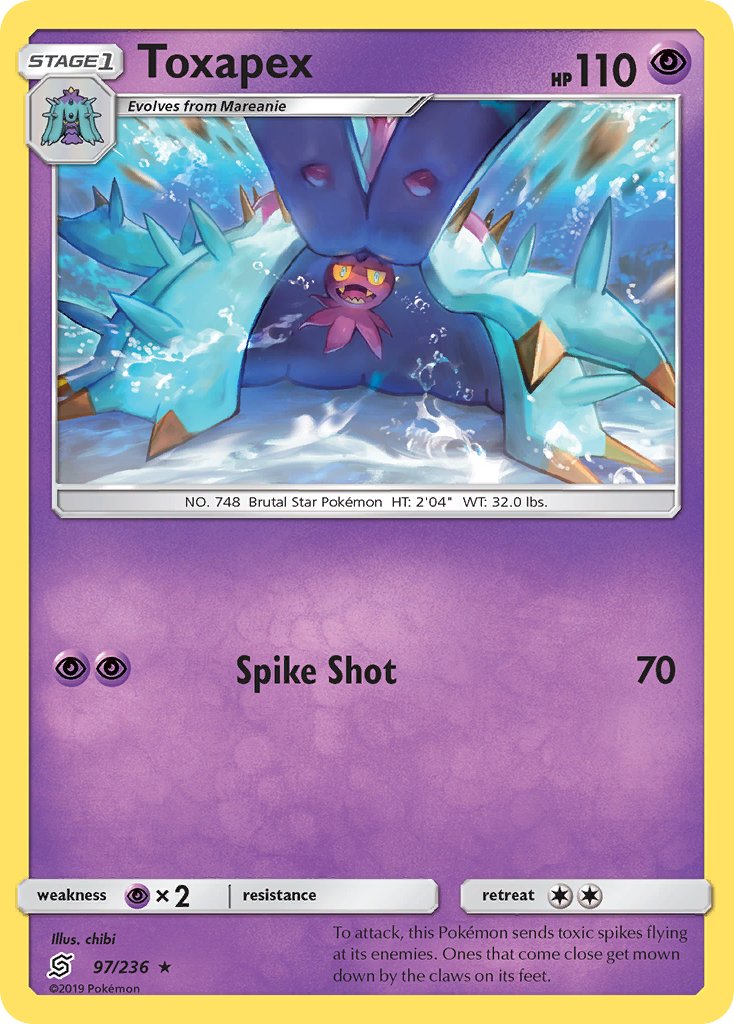 STAGE1
Toxapex
HP 110
Evolves from Mareanie
NO. 748 Brutal Star Pokémon HT: 2'04" WT: 32.0 lbs.
Spike Shot 70
weakness × 2 resistance retreat
Illus. chibi
97/236 ★
©2019 Pokémon
To attack, this Pokémon sends toxic spikes flying
at its enemies. Ones that come close get mown
down by the claws on its feet.